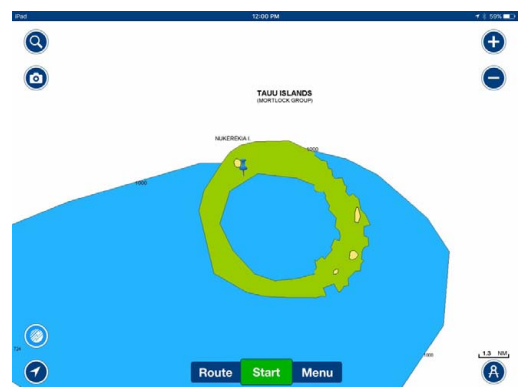 iPad
12:00 PM
59%
TAUU ISLANDS
(MORTLOCK GROUP)
NUKEREKIA I.
1000
1000
1.3 NM
Route
Start
Menu